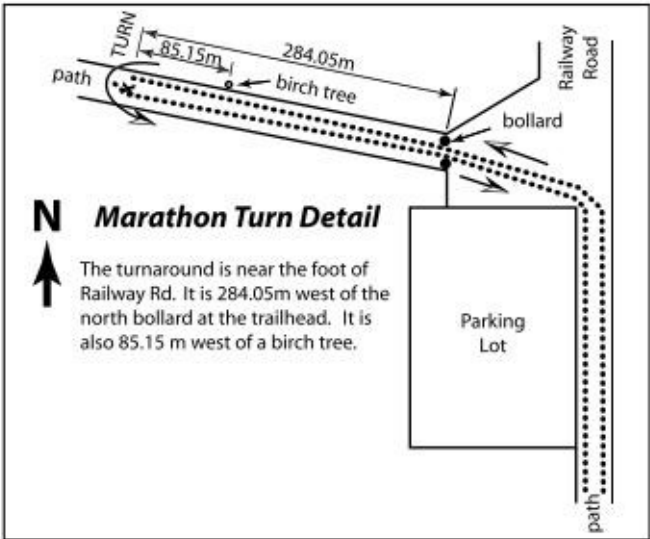 TURN
85.15m
284.05m
path
birch tree
bollard
Railway
Road
N
Marathon Turn Detail
The turnaround is near the foot of
Railway Rd. It is 284.05m west of the
north bollard at the trailhead. It is
also 85.15 m west of a birch tree.
Parking
Lot
path